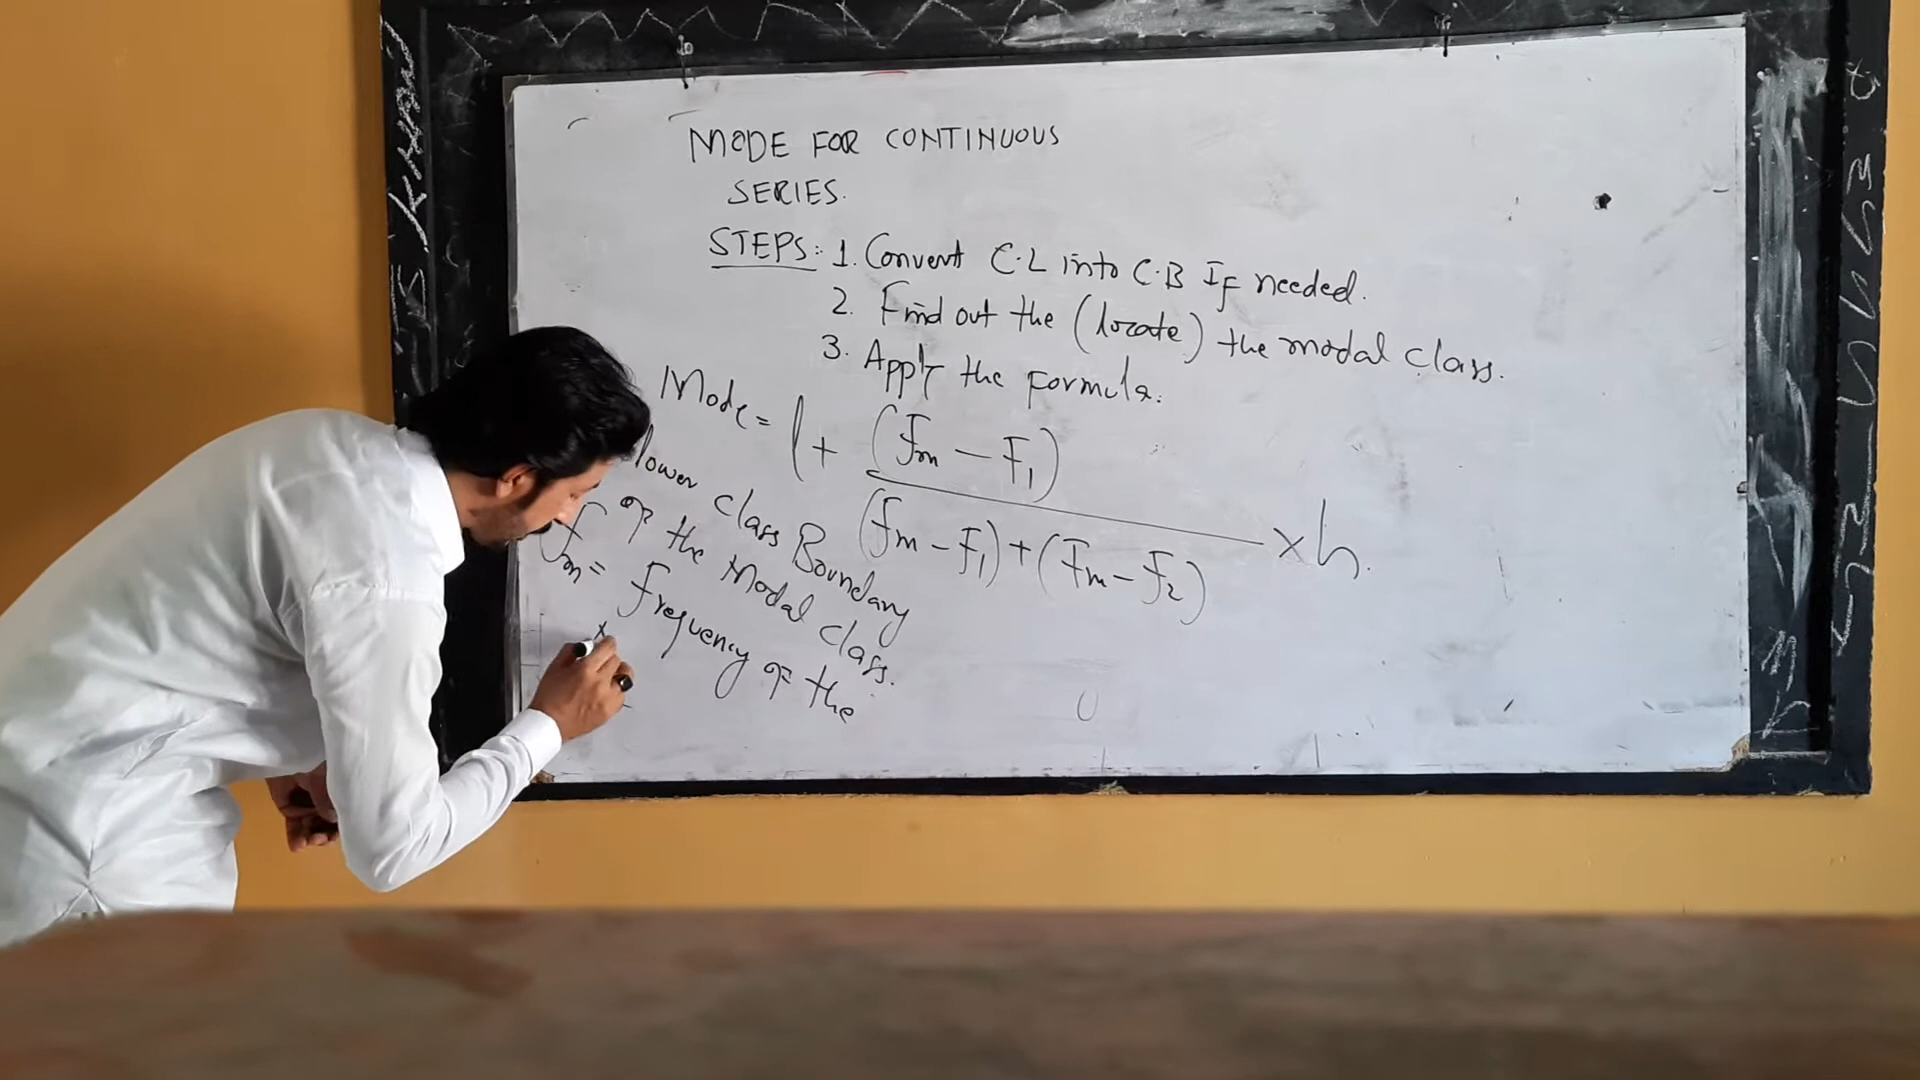 MODE FOR CONTINUOUS
SERIES.
STEPS: 1. Convert C.L into C.B If needed.
2. Find out the (locate) the modal class.
3. Apply the formula.
Mode = l + (Fm - F1) / (fm - F1) + (Fm - F2) × h.
lower class Boundary
of the Modal class.
fm = frequency of the